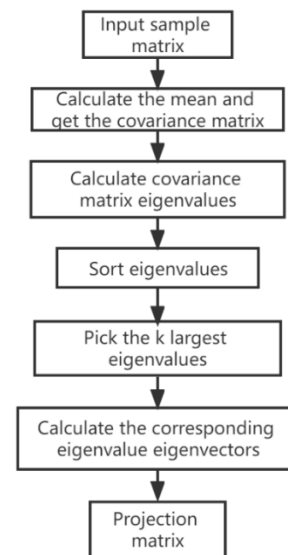 Input sample
matrix
Calculate the mean and
get the covariance matrix
Calculate covariance
matrix eigenvalues
Sort eigenvalues
Pick the k largest
eigenvalues
Calculate the corresponding
eigenvalue eigenvectors
Projection
matrix